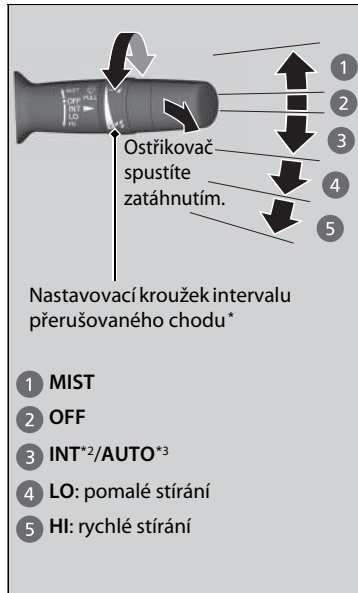 MIST
PULL
OFF
INT
LO
HI
1
2
3
4
5
Ostřikovač
spustíte
zatáhnutím.
Nastavovací kroužek intervalu
přerušovaného chodu*
1 MIST
2 OFF
3 INT*2/AUTO*3
4 LO: pomalé stírání
5 HI: rychlé stírání